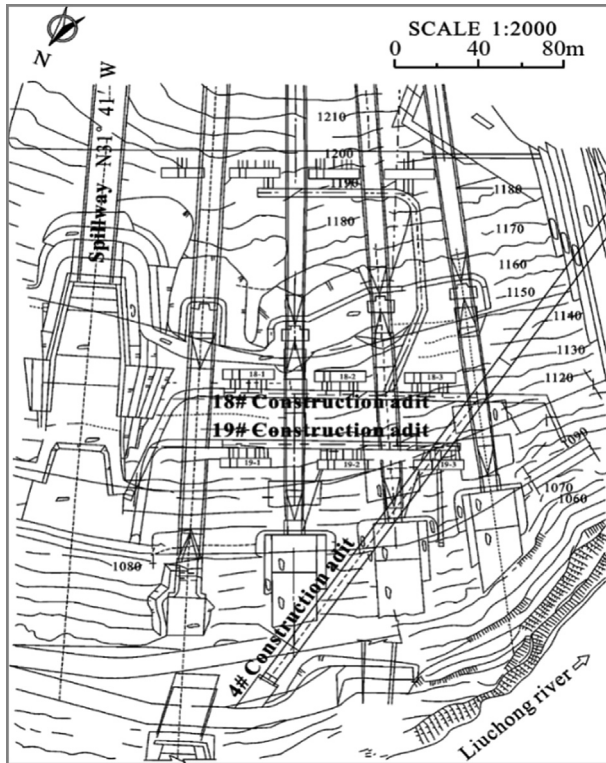 SCALE 1:2000
0 40 80m
N
Spillway N31° 41′ W
1210
1200
1190
1180
1180
1170
1160
1150
1140
1130
1120
18-1 18-2 18-3
18# Construction adit
19# Construction adit
19-1 19-2 19-3
1090
1070
1060
1080
4# Construction adit
Liuchong river